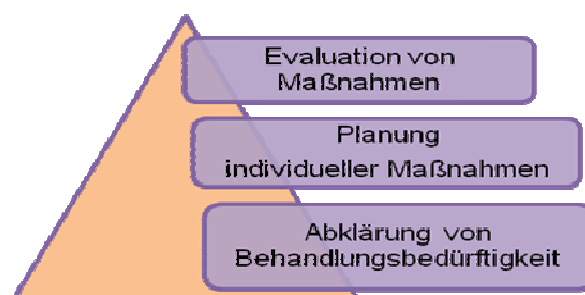 Evaluation von
Maßnahmen
Planung
individueller Maßnahmen
Abklärung von
Behandlungsbedürftigkeit